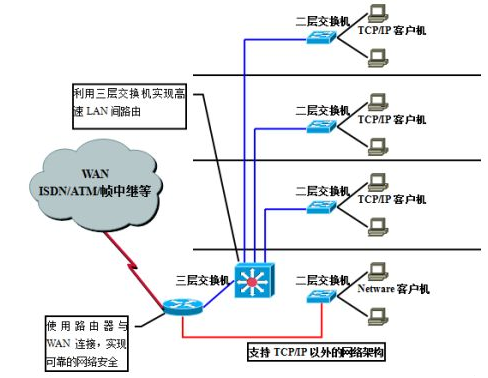 二层交换机
TCP/IP 客户机
利用三层交换机实现高
速 LAN 间路由
二层交换机
TCP/IP 客户机
WAN
ISDN/ATM/帧中继等
二层交换机
TCP/IP 客户机
三层交换机
二层交换机
Netware 客户机
使用路由器与
WAN 连接，实现
可靠的网络安全
支持 TCP/IP 以外的网络架构